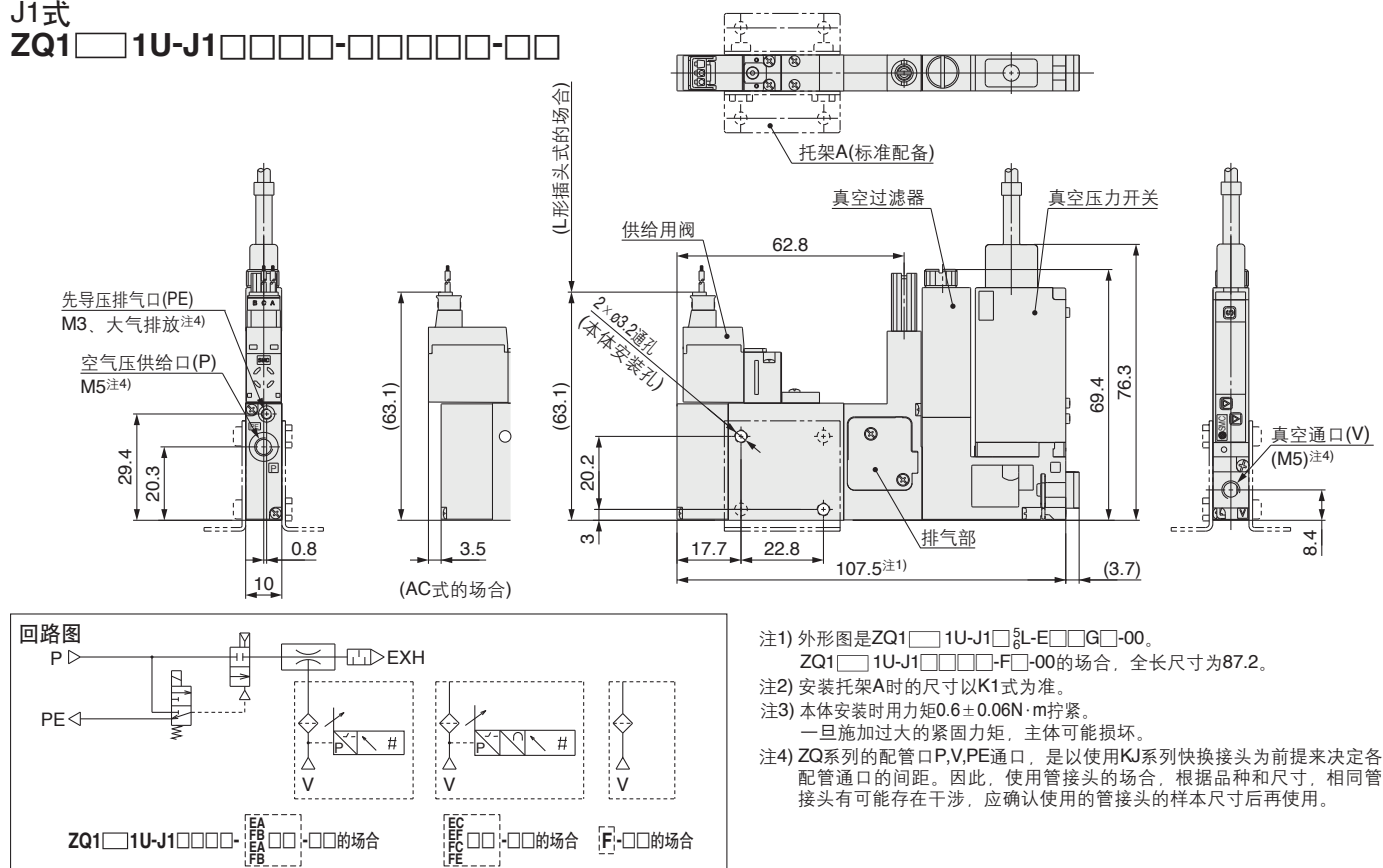 J1式
ZQ1□1U-J1□□□□-□□□□□-□□
托架A(标准配备)
(L形插头式的场合)
真空过滤器
真空压力开关
供给用阀
62.8
先导压排气口(PE)
M3、大气排放注4)
空气压供给口(P)
M5注4)
B C A
PE
P
29.4
20.3
0.8
10
(63.1)
3.5
(AC式的场合)
(63.1)
2×ø3.2通孔
(本体安装孔)
20.2
3
17.7
22.8
107.5注1)
(3.7)
排气部
69.4
76.3
S
SMC
真空通口(V)
(M5)注4)
V
8.4
回路图
P
EXH
PE
P
#
V
P
#
V
V
ZQ1□1U-J1□□□□-
EA
FB
EA
FB
□□-□□的场合
EC
EF
FC
FE
□□-□□的场合
F-□□的场合
注1) 外形图是ZQ1□1U-J1□5/6L-E□□G□-00。
ZQ1□1U-J1□□□□-F□-00的场合，全长尺寸为87.2。
注2) 安装托架A时的尺寸以K1式为准。
注3) 本体安装时用力矩0.6±0.06N·m拧紧。
一旦施加过大的紧固力矩，主体可能损坏。
注4) ZQ系列的配管口P,V,PE通口，是以使用KJ系列快换接头为前提来决定各
配管通口的间距。因此，使用管接头的场合，根据品种和尺寸，相同管
接头有可能存在干涉，应确认使用的管接头的样本尺寸后再使用。